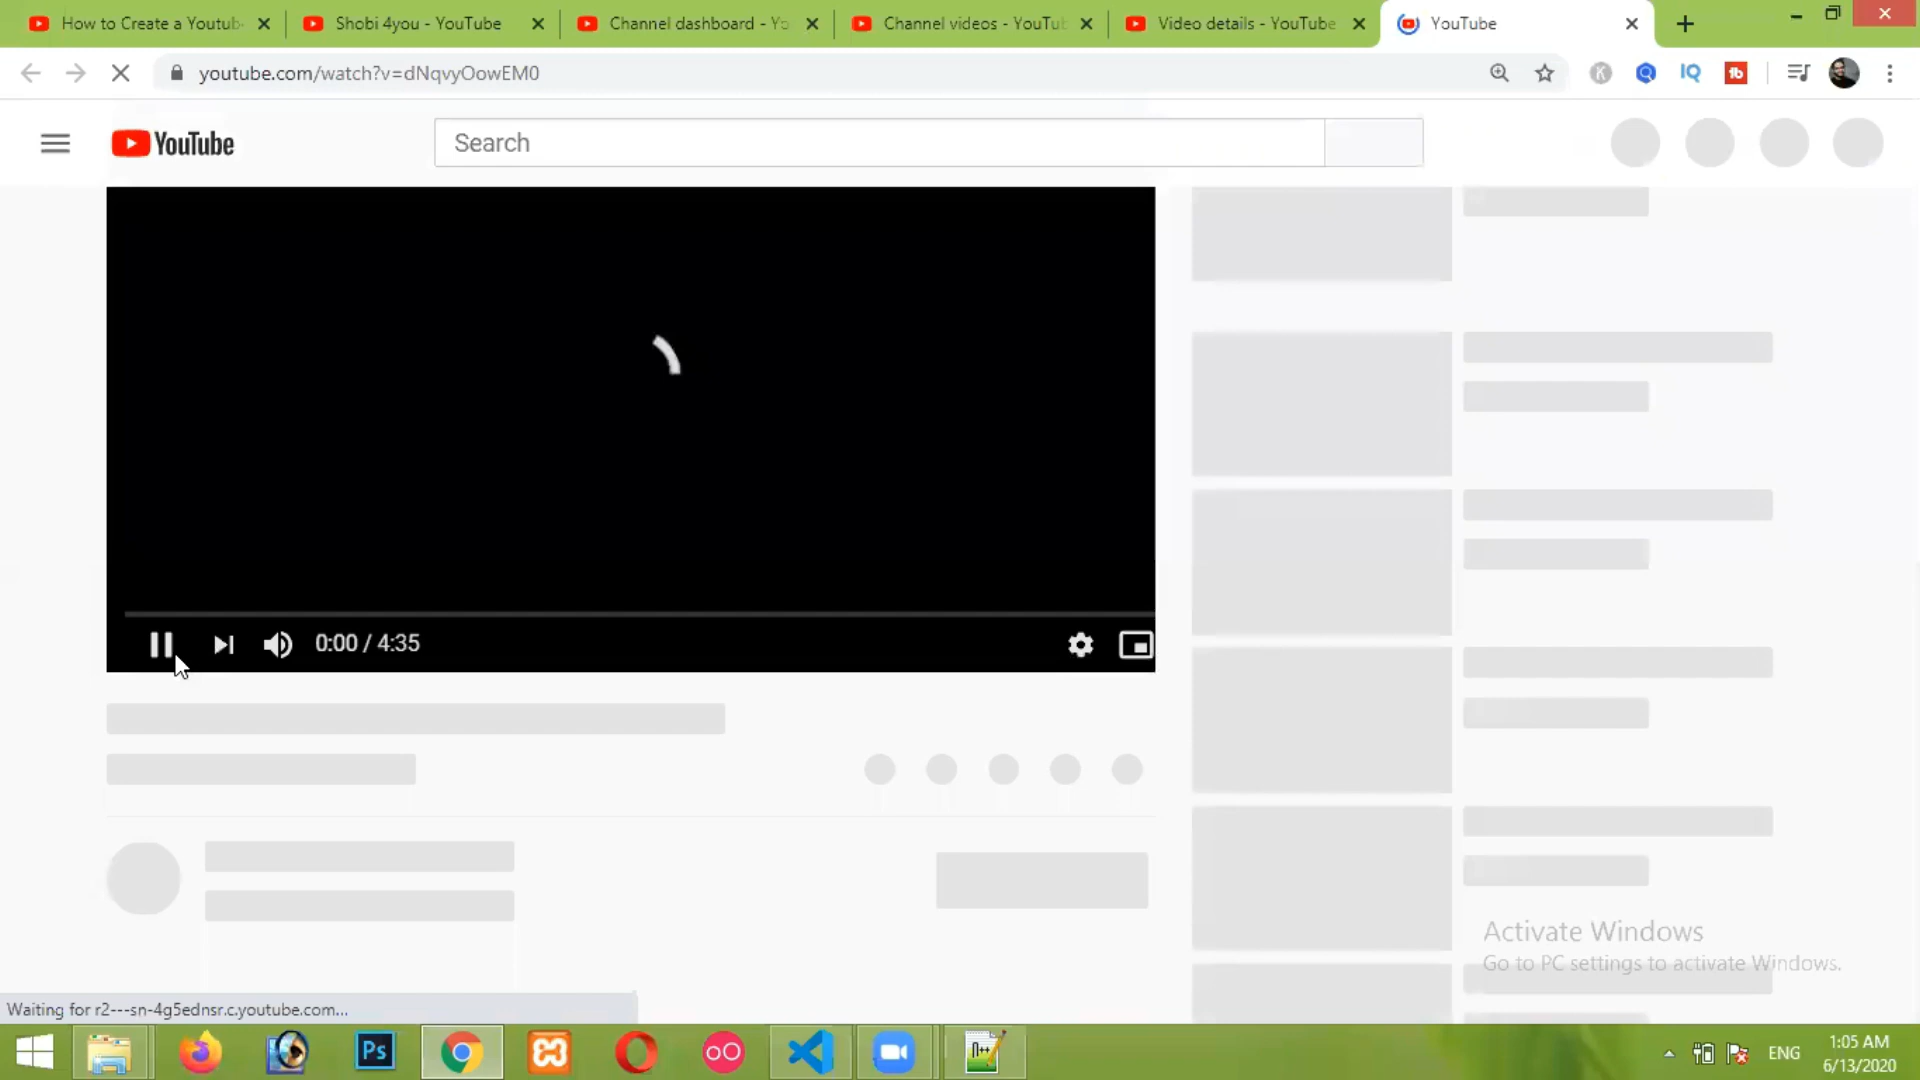 How to Create a Youtub
Shobi 4you - YouTube
Channel dashboard - Yo
Channel videos - YouTub
Video details - YouTube
YouTube
youtube.com/watch?v=dNqvyOowEM0
YouTube
Search
0:00 / 4:35
Activate Windows
Go to PC settings to activate Windows.
Waiting for r2---sn-4g5ednsr.c.youtube.com...
Ps
ENG
1:05 AM
6/13/2020